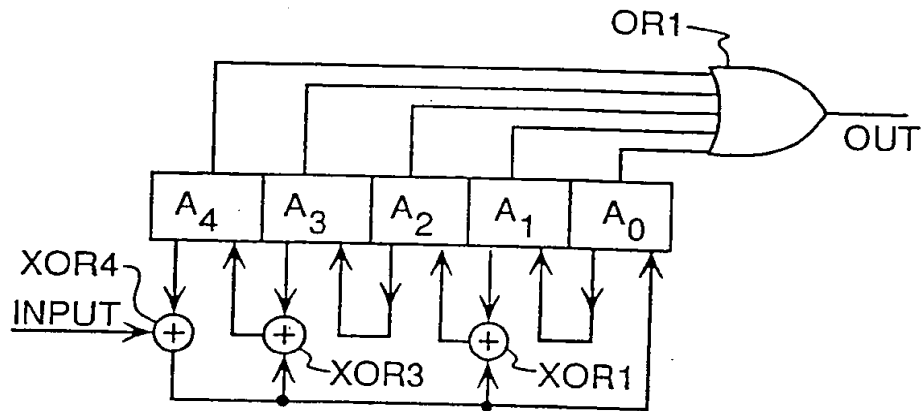 OR1
OUT
A4 A3 A2 A1 A0
XOR4
INPUT
XOR3 XOR1